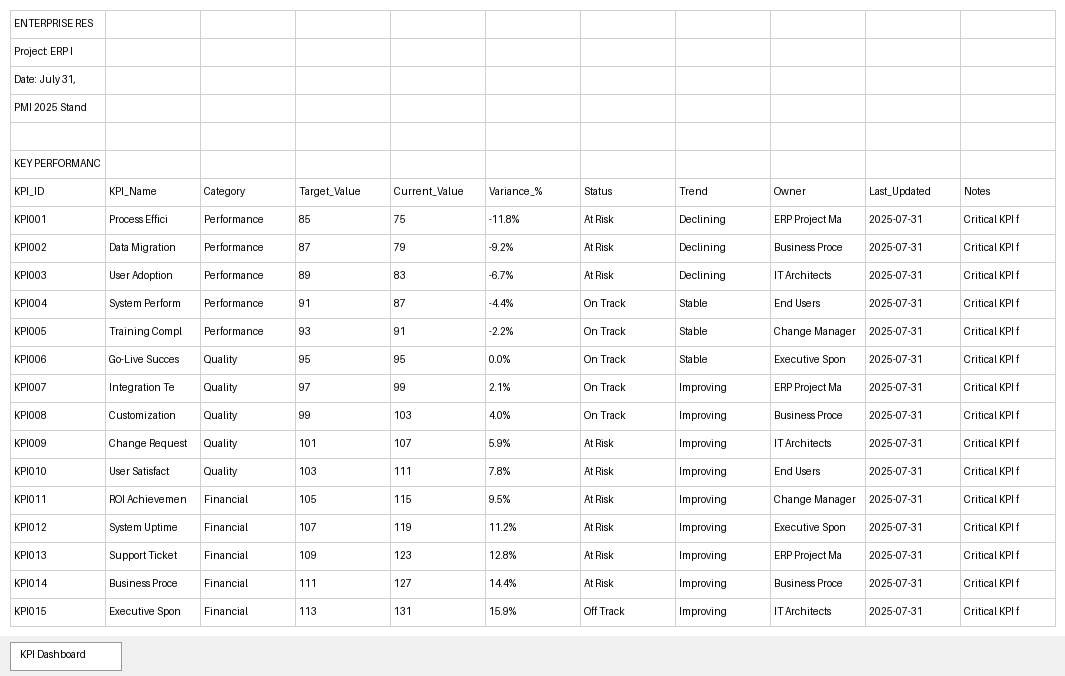 ENTERPRISE RES
Project: ERP I
Date: July 31,
PMI 2025 Stand
KEY PERFORMANC
KPI_ID KPI_Name Category Target_Value Current_Value Variance_% Status Trend Owner Last_Updated Notes
KPI001 Process Effici Performance 85 75 -11.8% At Risk Declining ERP Project Ma 2025-07-31 Critical KPI f
KPI002 Data Migration Performance 87 79 -9.2% At Risk Declining Business Proce 2025-07-31 Critical KPI f
KPI003 User Adoption Performance 89 83 -6.7% At Risk Declining IT Architects 2025-07-31 Critical KPI f
KPI004 System Perform Performance 91 87 -4.4% On Track Stable End Users 2025-07-31 Critical KPI f
KPI005 Training Compl Performance 93 91 -2.2% On Track Stable Change Manager 2025-07-31 Critical KPI f
KPI006 Go-Live Succes Quality 95 95 0.0% On Track Stable Executive Spon 2025-07-31 Critical KPI f
KPI007 Integration Te Quality 97 99 2.1% On Track Improving ERP Project Ma 2025-07-31 Critical KPI f
KPI008 Customization Quality 99 103 4.0% On Track Improving Business Proce 2025-07-31 Critical KPI f
KPI009 Change Request Quality 101 107 5.9% At Risk Improving IT Architects 2025-07-31 Critical KPI f
KPI010 User Satisfact Quality 103 111 7.8% At Risk Improving End Users 2025-07-31 Critical KPI f
KPI011 ROI Achievemen Financial 105 115 9.5% At Risk Improving Change Manager 2025-07-31 Critical KPI f
KPI012 System Uptime Financial 107 119 11.2% At Risk Improving Executive Spon 2025-07-31 Critical KPI f
KPI013 Support Ticket Financial 109 123 12.8% At Risk Improving ERP Project Ma 2025-07-31 Critical KPI f
KPI014 Business Proce Financial 111 127 14.4% At Risk Improving Business Proce 2025-07-31 Critical KPI f
KPI015 Executive Spon Financial 113 131 15.9% Off Track Improving IT Architects 2025-07-31 Critical KPI f
KPI Dashboard